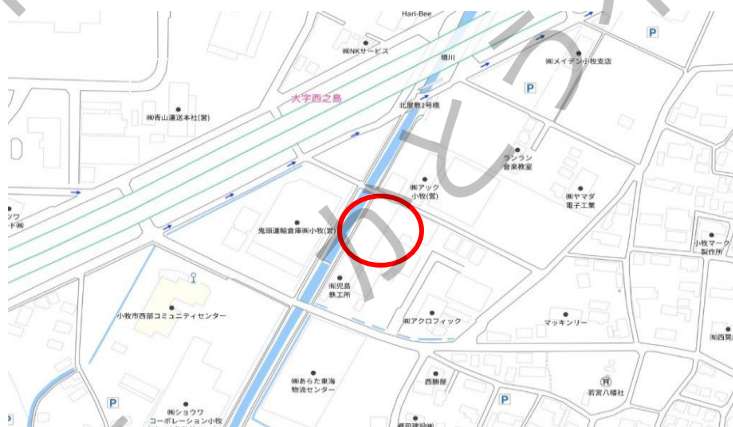 Hari-Bee
㈱NKサービス
境川
㈱メイデン小牧支店
P
P
大字西之島
北屋敷1号橋
㈱青山運送本社(営)
ランラン
音楽教室
㈱アック
小牧(営)
㈱ヤマダ
電子工業
鬼頭運輸倉庫㈱小牧(営)
小牧マーク
製作所
㈲児島
鉄工所
小牧市西部コミュニティセンター
㈱アクロフィック
マッキンリー
㈱あらた東海
物流センター
西勝屋
若宮八幡社
P
P
P
㈱ショウワ
コーポレーション小牧